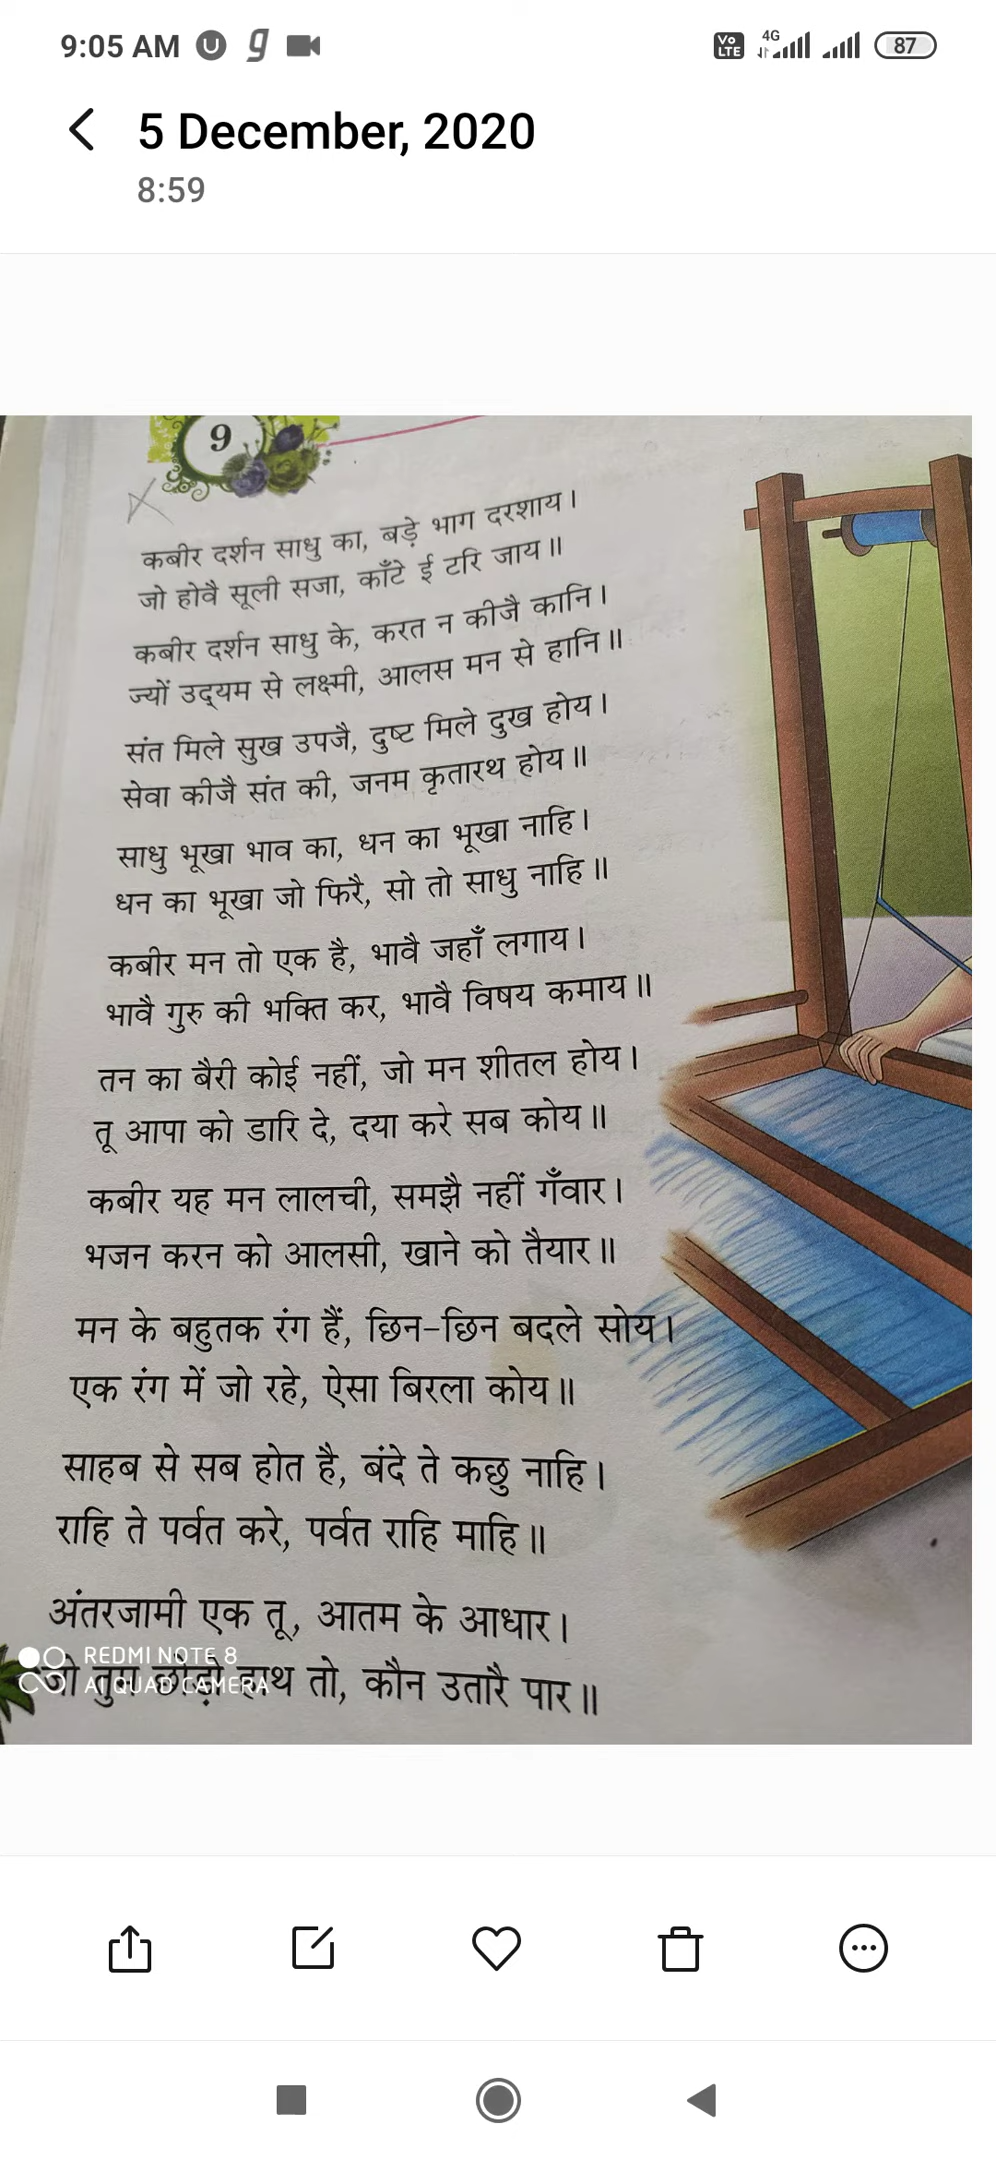 9:05 AM
Vo LTE 4G 87
5 December, 2020
8:59
9
कबीर दर्शन साधु का, बड़े भाग दरशाय।
जो होवै सूली सजा, काँटे ई टरि जाय॥
कबीर दर्शन साधु के, करत न कीजै कानि।
ज्यों उद्‌यम से लक्ष्मी, आलस मन से हानि॥
संत मिले सुख उपजै, दुष्ट मिले दुख होय।
सेवा कीजै संत की, जनम कृतारथ होय॥
साधु भूखा भाव का, धन का भूखा नाहि।
धन का भूखा जो फिरै, सो तो साधु नाहि॥
कबीर मन तो एक है, भावै जहाँ लगाय।
भावै गुरु की भक्ति कर, भावै विषय कमाय॥
तन का बैरी कोई नहीं, जो मन शीतल होय।
तू आपा को डारि दे, दया करे सब कोय॥
कबीर यह मन लालची, समझै नहीं गँवार।
भजन करन को आलसी, खाने को तैयार॥
मन के बहुतक रंग हैं, छिन-छिन बदले सोय।
एक रंग में जो रहे, ऐसा बिरला कोय॥
साहब से सब होत है, बंदे ते कछु नाहि।
राहि ते पर्वत करे, पर्वत राहि माहि॥
अंतरजामी एक तू, आतम के आधार।
जो तुम छोड़ो हाथ तो, कौन उतारै पार॥
REDMI NOTE 8
AI QUAD CAMERA